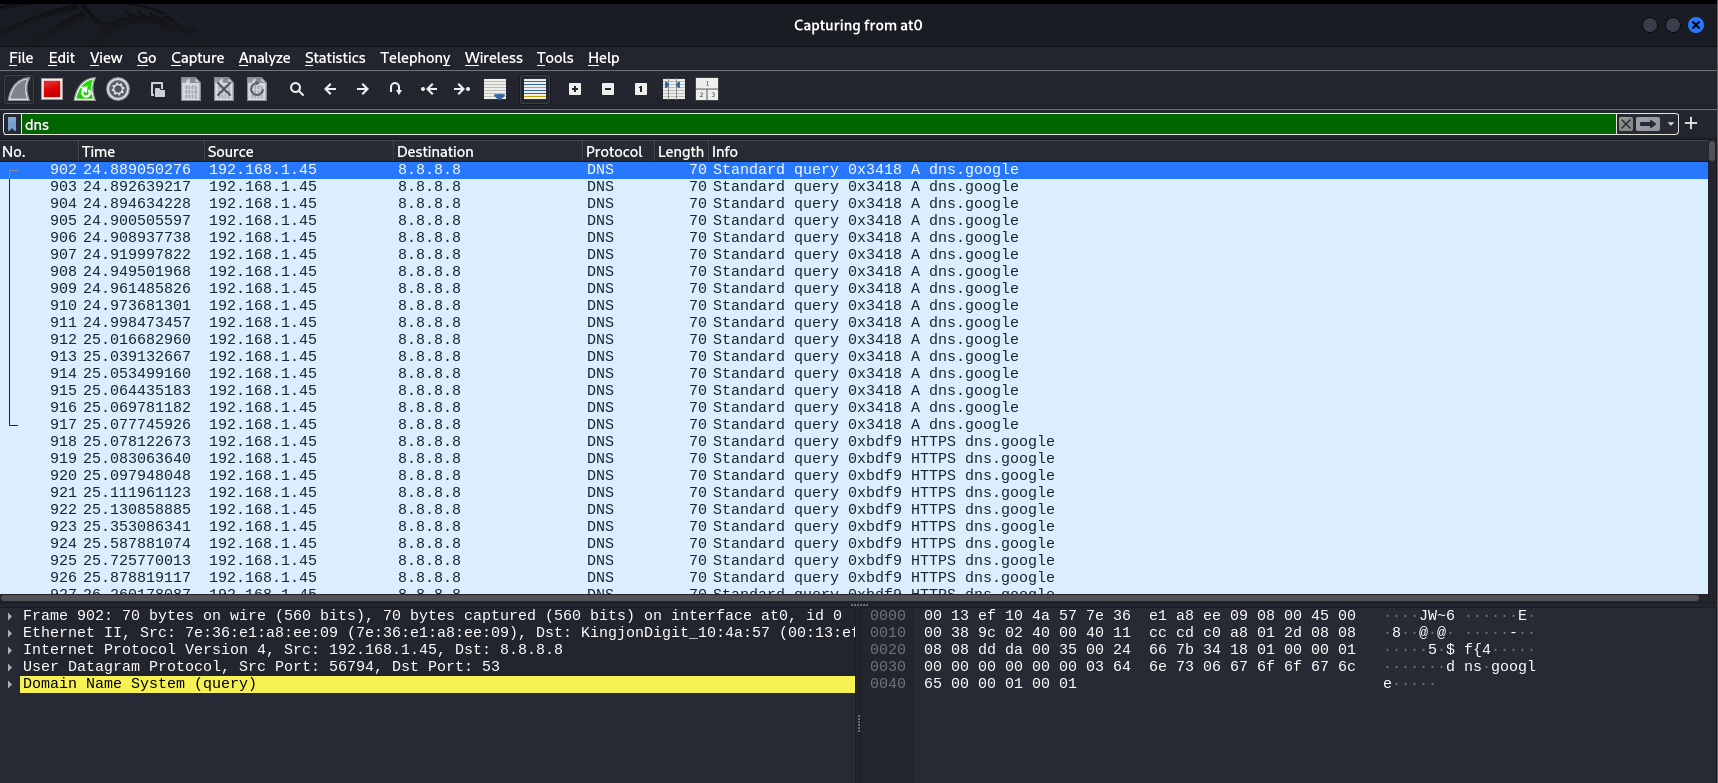 Capturing from at0
File Edit View Go Capture Analyze Statistics Telephony Wireless Tools Help
dns
No. Time Source Destination Protocol Length Info
902 24.889050276 192.168.1.45 8.8.8.8 DNS 70 Standard query 0x3418 A dns.google
903 24.892639217 192.168.1.45 8.8.8.8 DNS 70 Standard query 0x3418 A dns.google
904 24.894634228 192.168.1.45 8.8.8.8 DNS 70 Standard query 0x3418 A dns.google
905 24.900505597 192.168.1.45 8.8.8.8 DNS 70 Standard query 0x3418 A dns.google
906 24.908937738 192.168.1.45 8.8.8.8 DNS 70 Standard query 0x3418 A dns.google
907 24.919997822 192.168.1.45 8.8.8.8 DNS 70 Standard query 0x3418 A dns.google
908 24.949501968 192.168.1.45 8.8.8.8 DNS 70 Standard query 0x3418 A dns.google
909 24.961485826 192.168.1.45 8.8.8.8 DNS 70 Standard query 0x3418 A dns.google
910 24.973681301 192.168.1.45 8.8.8.8 DNS 70 Standard query 0x3418 A dns.google
911 24.998473457 192.168.1.45 8.8.8.8 DNS 70 Standard query 0x3418 A dns.google
912 25.016682960 192.168.1.45 8.8.8.8 DNS 70 Standard query 0x3418 A dns.google
913 25.039132667 192.168.1.45 8.8.8.8 DNS 70 Standard query 0x3418 A dns.google
914 25.053499160 192.168.1.45 8.8.8.8 DNS 70 Standard query 0x3418 A dns.google
915 25.064435183 192.168.1.45 8.8.8.8 DNS 70 Standard query 0x3418 A dns.google
916 25.069781182 192.168.1.45 8.8.8.8 DNS 70 Standard query 0x3418 A dns.google
917 25.077745926 192.168.1.45 8.8.8.8 DNS 70 Standard query 0x3418 A dns.google
918 25.078122673 192.168.1.45 8.8.8.8 DNS 70 Standard query 0xbdf9 HTTPS dns.google
919 25.083063640 192.168.1.45 8.8.8.8 DNS 70 Standard query 0xbdf9 HTTPS dns.google
920 25.097948048 192.168.1.45 8.8.8.8 DNS 70 Standard query 0xbdf9 HTTPS dns.google
921 25.111961123 192.168.1.45 8.8.8.8 DNS 70 Standard query 0xbdf9 HTTPS dns.google
922 25.130858885 192.168.1.45 8.8.8.8 DNS 70 Standard query 0xbdf9 HTTPS dns.google
923 25.353086341 192.168.1.45 8.8.8.8 DNS 70 Standard query 0xbdf9 HTTPS dns.google
924 25.587881074 192.168.1.45 8.8.8.8 DNS 70 Standard query 0xbdf9 HTTPS dns.google
925 25.725770013 192.168.1.45 8.8.8.8 DNS 70 Standard query 0xbdf9 HTTPS dns.google
926 25.878819117 192.168.1.45 8.8.8.8 DNS 70 Standard query 0xbdf9 HTTPS dns.google
927 26.260178087 192.168.1.45 8.8.8.8 DNS 70 Standard query 0xbdf9 HTTPS dns.google
Frame 902: 70 bytes on wire (560 bits), 70 bytes captured (560 bits) on interface at0, id 0
Ethernet II, Src: 7e:36:e1:a8:ee:09 (7e:36:e1:a8:ee:09), Dst: KingjonDigit_10:4a:57 (00:13:ef
Internet Protocol Version 4, Src: 192.168.1.45, Dst: 8.8.8.8
User Datagram Protocol, Src Port: 56794, Dst Port: 53
Domain Name System (query)
0000 00 13 ef 10 4a 57 7e 36 e1 a8 ee 09 08 00 45 00 ····JW~6 ······E·
0010 00 38 9c 02 40 00 40 11 cc cd c0 a8 01 2d 08 08 ·8··@·@· ·····-··
0020 08 08 dd da 00 35 00 24 66 7b 34 18 01 00 00 01 ·····5·$ f{4·····
0030 00 00 00 00 00 00 03 64 6e 73 06 67 6f 6f 67 6c ·······d ns·googl
0040 65 00 00 01 00 01 e·····